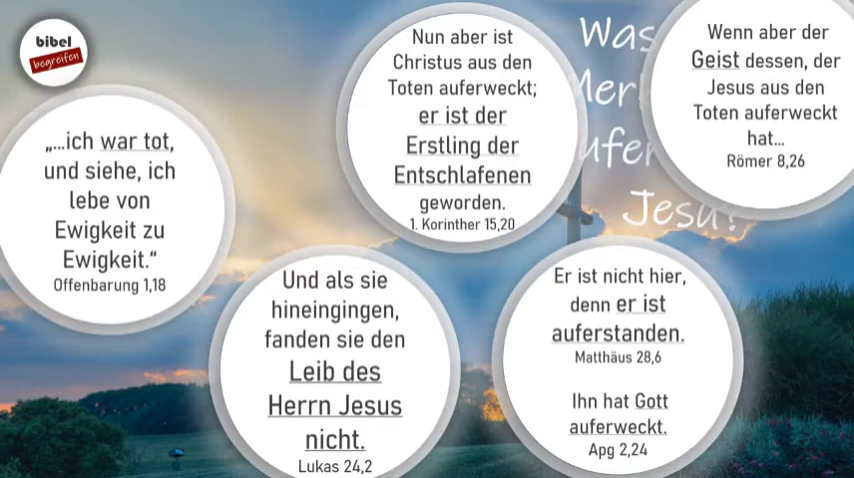 bibel
begreifen
„…ich war tot,
und siehe, ich
lebe von
Ewigkeit zu
Ewigkeit.“
Offenbarung 1,18
Nun aber ist
Christus aus den
Toten auferweckt;
er ist der
Erstling der
Entschlafenen
geworden.
1. Korinther 15,20
Was
Jesu?
Wenn aber der
Geist dessen, der
Jesus aus den
Toten auferweckt
hat…
Römer 8,26
Und als sie
hineingingen,
fanden sie den
Leib des
Herrn Jesus
nicht.
Lukas 24,2
Er ist nicht hier,
denn er ist
auferstanden.
Matthäus 28,6
Ihn hat Gott
auferweckt.
Apg 2,24